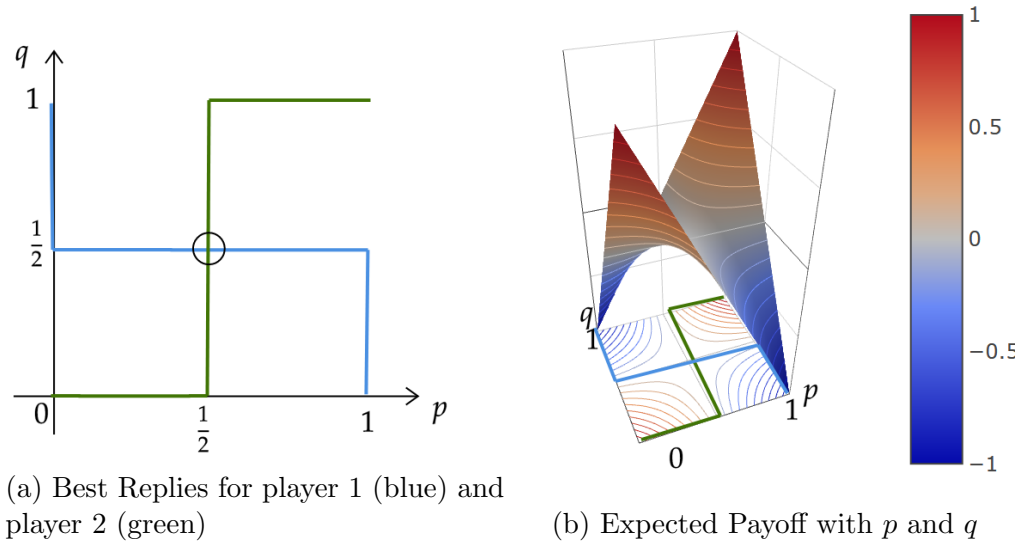 q
1
1/2
0
1/2
1
p
(a) Best Replies for player 1 (blue) and
player 2 (green)
q
1
p
1
0
1
0.5
0
−0.5
−1
(b) Expected Payoff with p and q